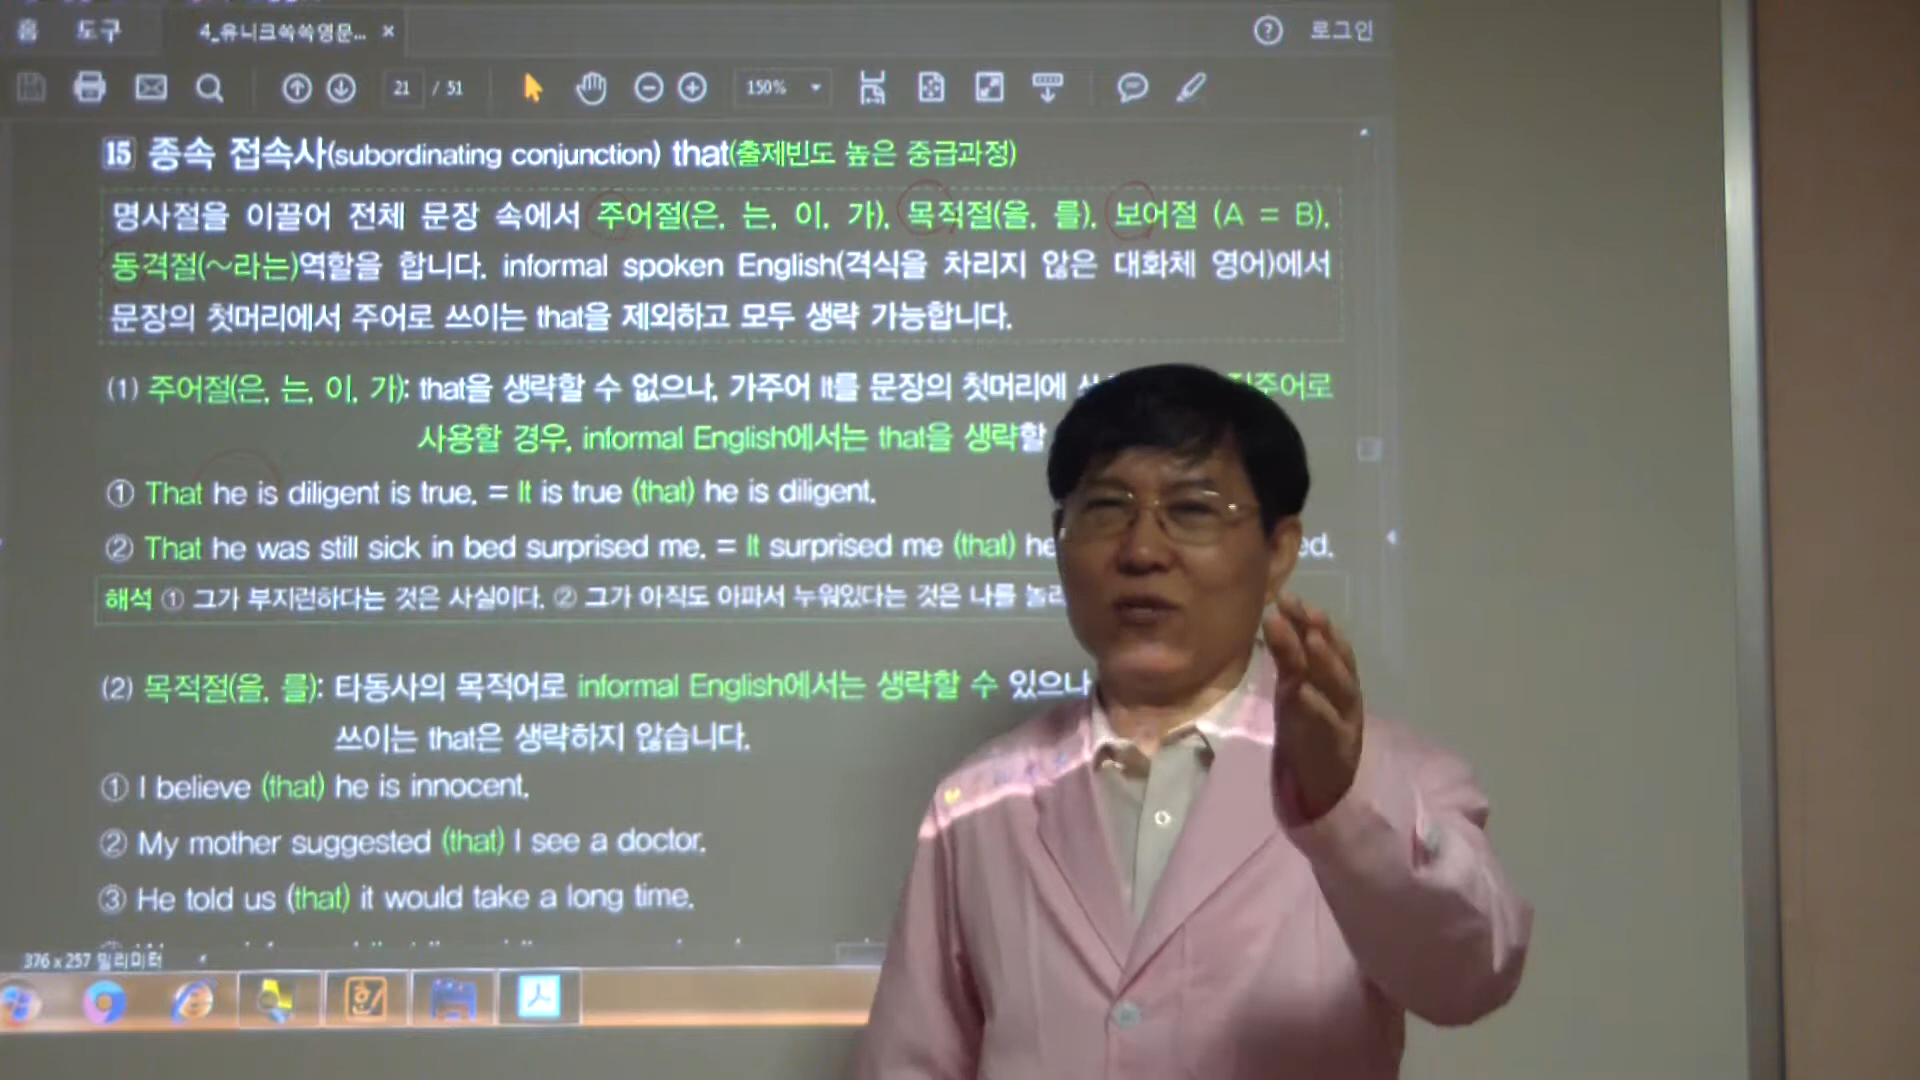 홈 도구 4_유니크쏙쏙영문... × ? 로그인
21 / 51 150%
15 종속 접속사(subordinating conjunction) that(출제빈도 높은 중급과정)
명사절을 이끌어 전체 문장 속에서 주어절(은, 는, 이, 가), 목적절(을, 를), 보어절 (A = B),
동격절(~라는)역할을 합니다. informal spoken English(격식을 차리지 않은 대화체 영어)에서
문장의 첫머리에서 주어로 쓰이는 that을 제외하고 모두 생략 가능합니다.
(1) 주어절(은, 는, 이, 가): that을 생략할 수 없으나, 가주어 It를 문장의 첫머리에 진주어로
사용할 경우, informal English에서는 that을 생략할
① That he is diligent is true. = It is true (that) he is diligent.
② That he was still sick in bed surprised me. = It surprised me (that) he ed.
해석 ① 그가 부지런하다는 것은 사실이다. ② 그가 아직도 아파서 누워있다는 것은 나를
(2) 목적절(을, 를): 타동사의 목적어로 informal English에서는 생략할 수 있으나
쓰이는 that은 생략하지 않습니다.
① I believe (that) he is innocent.
② My mother suggested (that) I see a doctor.
③ He told us (that) it would take a long time.
376 x 257 밀리미터